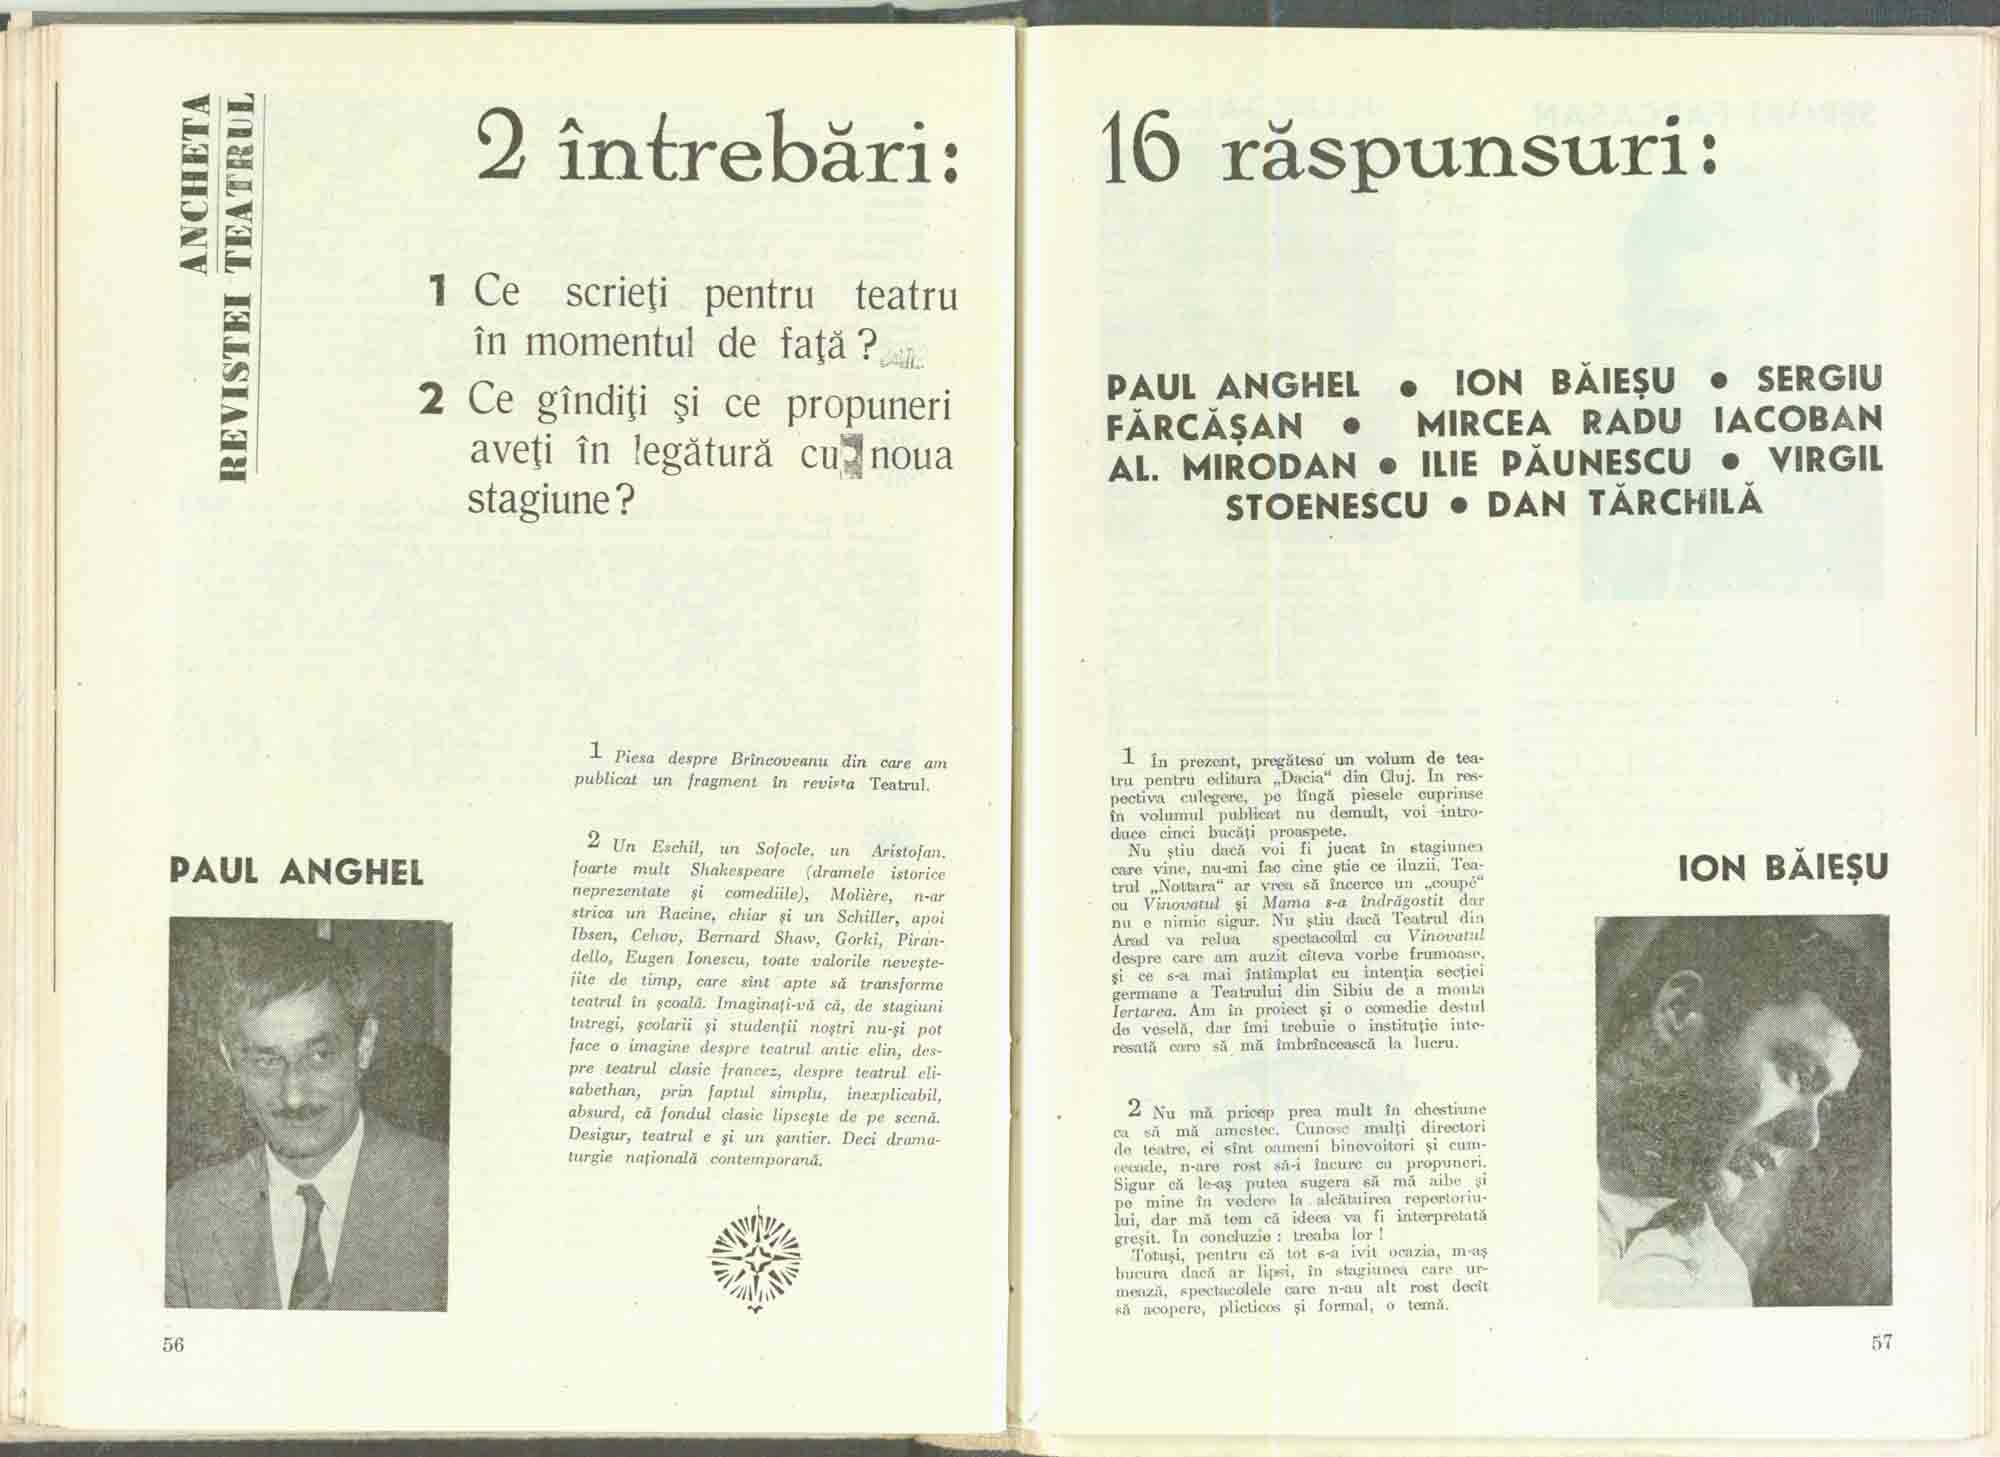 ANCHETA
REVISTEI TEATRUL
2 întrebări:
1 Ce scrieţi pentru teatru
în momentul de faţă ?
2 Ce gîndiţi şi ce propuneri
aveţi în legătură cu noua
stagiune ?
PAUL ANGHEL
1 Piesa despre Brîncoveanu din care am
publicat un fragment în revista Teatrul.
2 Un Eschil, un Sofocle, un Aristofan,
foarte mult Shakespeare (dramele istorice
neprezentate şi comediile), Molière, n-ar
strica un Racine, chiar şi un Schiller, apoi
Ibsen, Cehov, Bernard Shaw, Gorki, Piran-
dello, Eugen Ionescu, toate valorile neveşte-
jite de timp, care sînt apte să transforme
teatrul în şcoală. Imaginaţi-vă că, de stagiuni
întregi, şcolarii şi studenţii noştri nu-şi pot
face o imagine despre teatrul antic elin, des-
pre teatrul clasic francez, despre teatrul eli-
sabethan, prin faptul simplu, inexplicabil,
absurd, că fondul clasic lipseşte de pe scenă.
Desigur, teatrul e şi un şantier. Deci drama-
turgie naţională contemporană.
56
16 răspunsuri:
PAUL ANGHEL ● ION BĂIEŞU ● SERGIU
FĂRCĂŞAN ● MIRCEA RADU IACOBAN
AL. MIRODAN ● ILIE PĂUNESCU ● VIRGIL
STOENESCU ● DAN TĂRCHILĂ
1 În prezent, pregătesc un volum de tea-
tru pentru editura „Dacia“ din Cluj. In res-
pectiva culegere, pe lîngă piesele cuprinse
în volumul publicat nu demult, voi intro-
duce cinci bucăţi proaspete.
Nu ştiu dacă voi fi jucat în stagiunea
care vine, nu-mi fac cine ştie ce iluzii. Tea-
trul „Nottara“ ar vrea să încerce un „coupé“
cu Vinovatul şi Mama s-a îndrăgostit dar
nu e nimic sigur. Nu ştiu dacă Teatrul din
Arad va relua spectacolul cu Vinovatul
despre care am auzit cîteva vorbe frumoase,
şi ce s-a mai întîmplat cu intenţia secţiei
germane a Teatrului din Sibiu de a monta
Iertarea. Am în proiect şi o comedie destul
de veselă, dar îmi trebuie o instituţie inte-
resată care să mă îmbrîncească la lucru.
2 Nu mă pricep prea mult în chestiune
ca să mă amestec. Cunosc mulţi directori
de teatre, ei sînt oameni binevoitori şi cum-
secade, n-are rost să-i încurc cu propuneri.
Sigur că le-aş putea sugera să mă aibe şi
pe mine în vedere la alcătuirea repertoriu-
lui, dar mă tem că ideea va fi interpretată
greşit. In concluzie : treaba lor !
Totuşi, pentru că tot s-a ivit ocazia, m-aş
bucura dacă ar lipsi, în stagiunea care ur-
mează, spectacolele care n-au alt rost decît
să acopere, plicticos şi formal, o temă.
ION BĂIEŞU
57